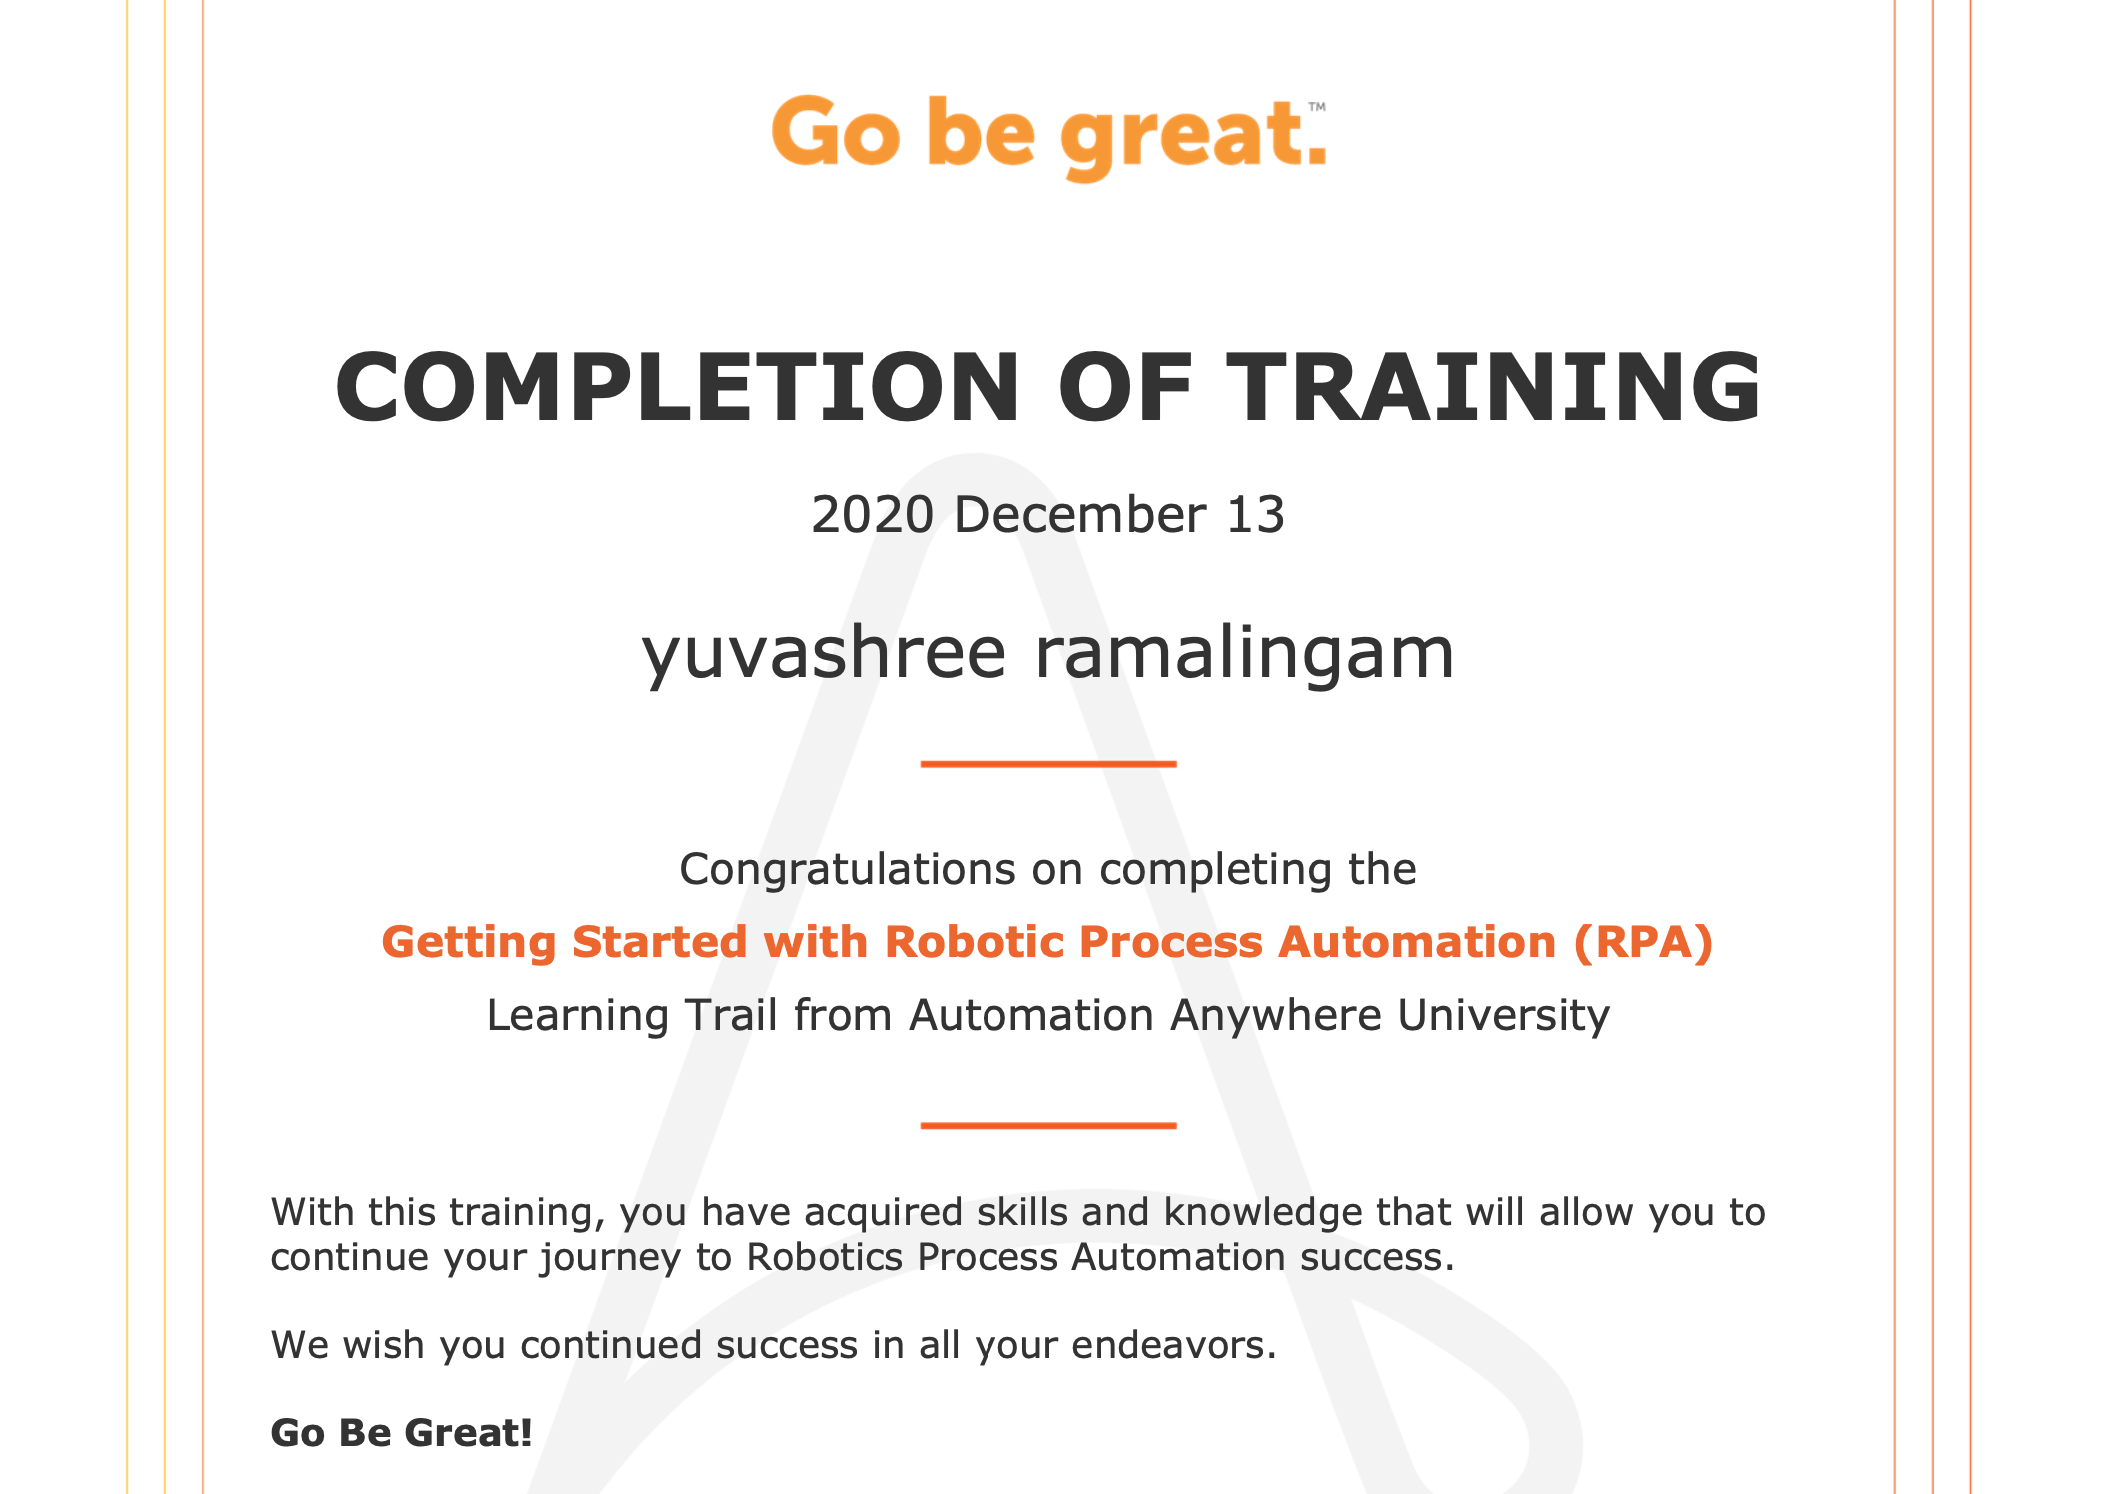 Go be great.™
COMPLETION OF TRAINING
2020 December 13
yuvashree ramalingam
Congratulations on completing the
Getting Started with Robotic Process Automation (RPA)
Learning Trail from Automation Anywhere University
With this training, you have acquired skills and knowledge that will allow you to
continue your journey to Robotics Process Automation success.
We wish you continued success in all your endeavors.
Go Be Great!